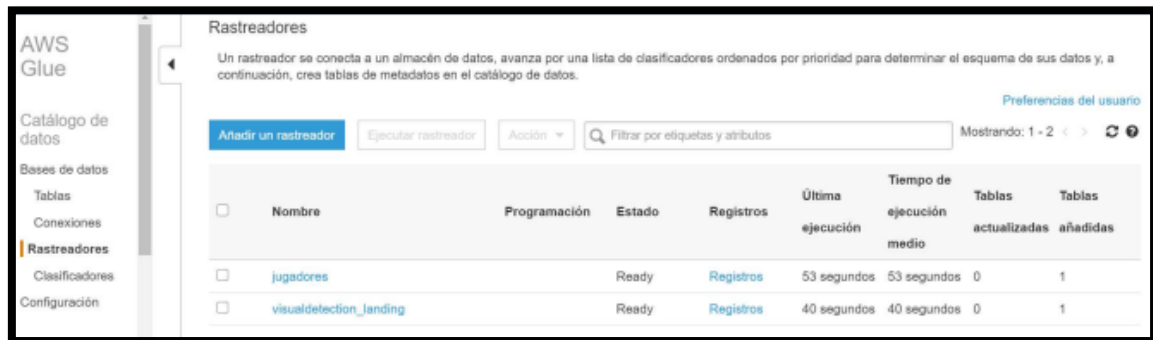 AWS
Glue
Catálogo de
datos
Bases de datos
Tablas
Conexiones
Rastreadores
Clasificadores
Configuración
Rastreadores
Un rastreador se conecta a un almacén de datos, avanza por una lista de clasificadores ordenados por prioridad para determinar el esquema de sus datos y, a
continuación, crea tablas de metadatos en el catálogo de datos.
Preferencias del usuario
Añadir un rastreador Ejecutar rastreador Acción Filtrar por etiquetas y atributos Mostrando: 1 - 2 < >
Nombre Programación Estado Registros Última ejecución Tiempo de ejecución medio Tablas actualizadas Tablas añadidas
jugadores Ready Registros 53 segundos 53 segundos 0 1
visualdetection_landing Ready Registros 40 segundos 40 segundos 0 1